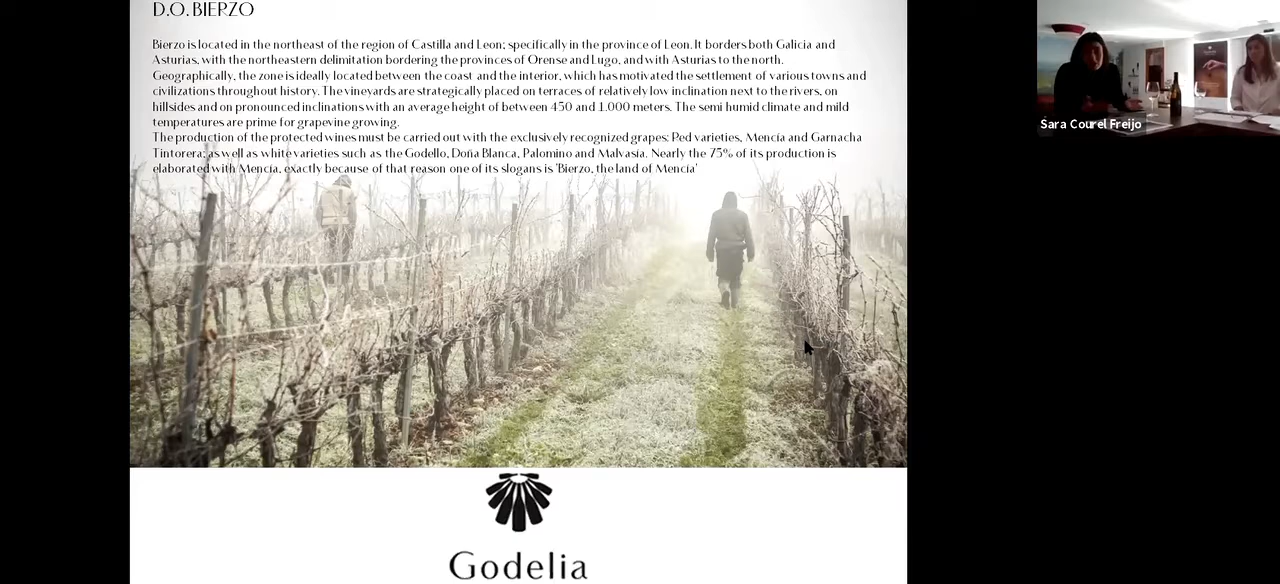 D.O. BIERZO
Bierzo is located in the northeast of the region of Castilla and Leon; specifically in the province of Leon. It borders both Galicia and
Asturias, with the northeastern delimitation bordering the provinces of Orense and Lugo, and with Asturias to the north.
Geographically, the zone is ideally located between the coast and the interior, which has motivated the settlement of various towns and
civilizations throughout history. The vineyards are strategically placed on terraces of relatively low inclination next to the rivers, on
hillsides and on pronounced inclinations with an average height of between 450 and 1.000 meters. The semi humid climate and mild
temperatures are prime for grapevine growing.
The production of the protected wines must be carried out with the exclusively recognized grapes: Ped varieties, Mencía and Garnacha
Tintorera; as well as white varieties such as the Godello, Doña Blanca, Palomino and Malvasía. Nearly the 75% of its production is
elaborated with Mencía, exactly because of that reason one of its slogans is 'Bierzo, the land of Mencía'
Sara Courel Freijo
Godelia